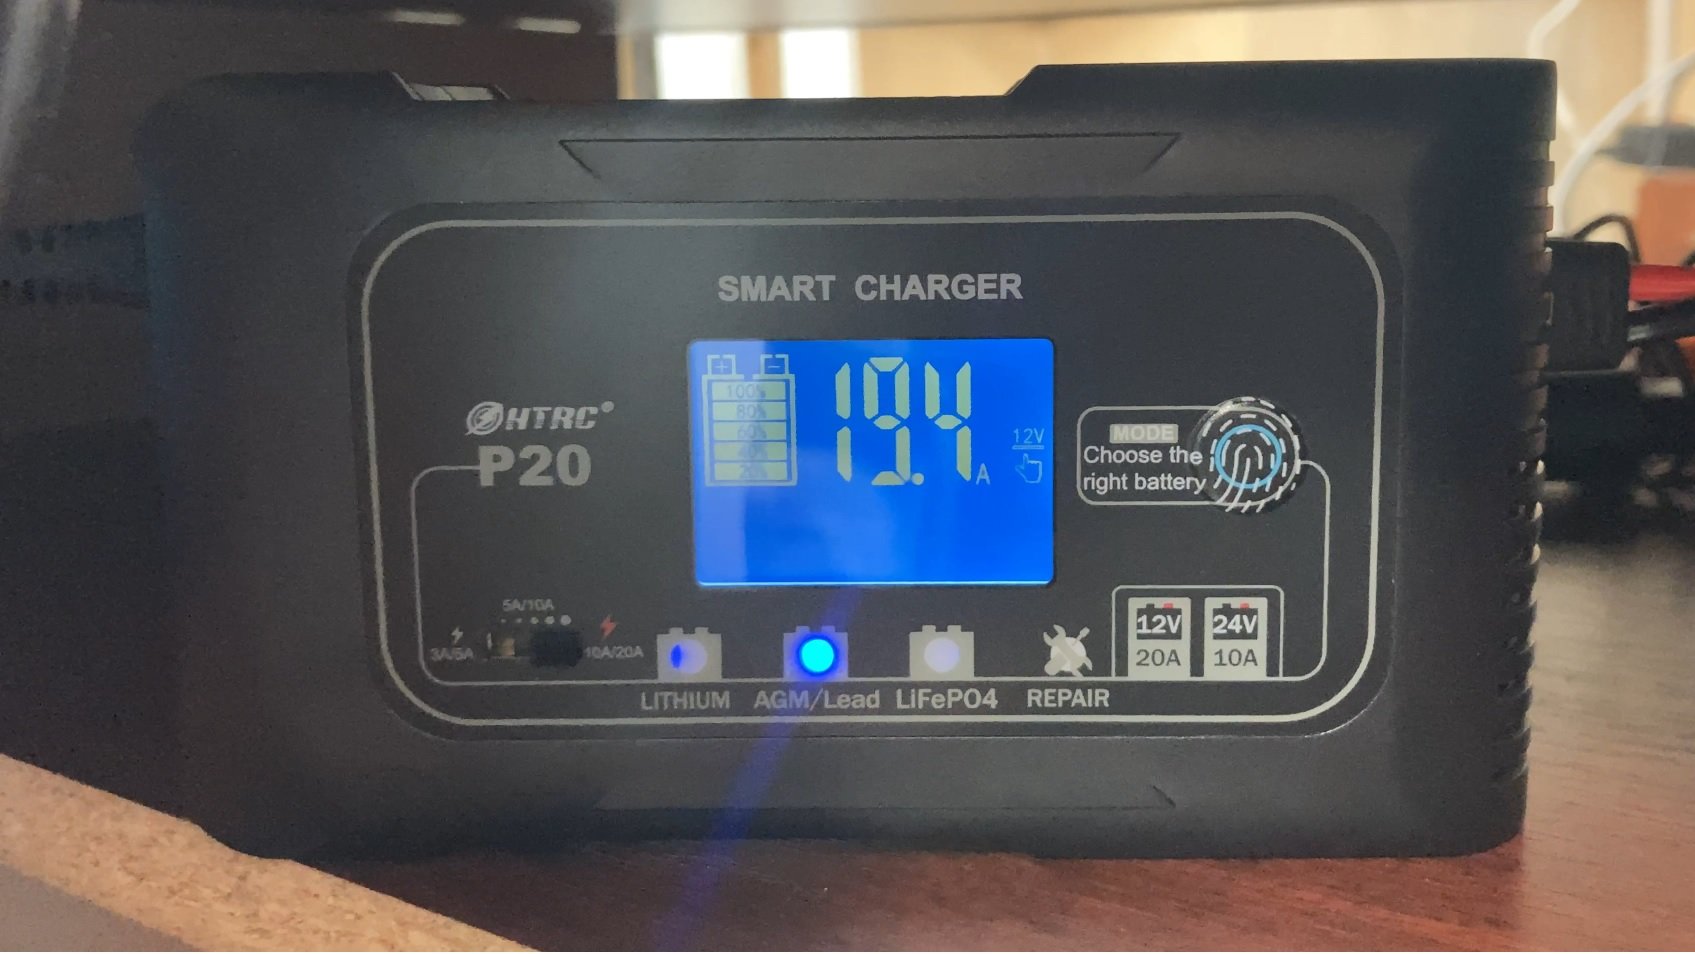 SMART CHARGER
+ −
100%
80%
60%
40%
20%
19.4 A
12V
HTRC®
P20
MODE
Choose the
right battery
5A/10A
3A/5A
10A/20A
12V
20A
24V
10A
LITHIUM
AGM/Lead
LiFePO4
REPAIR